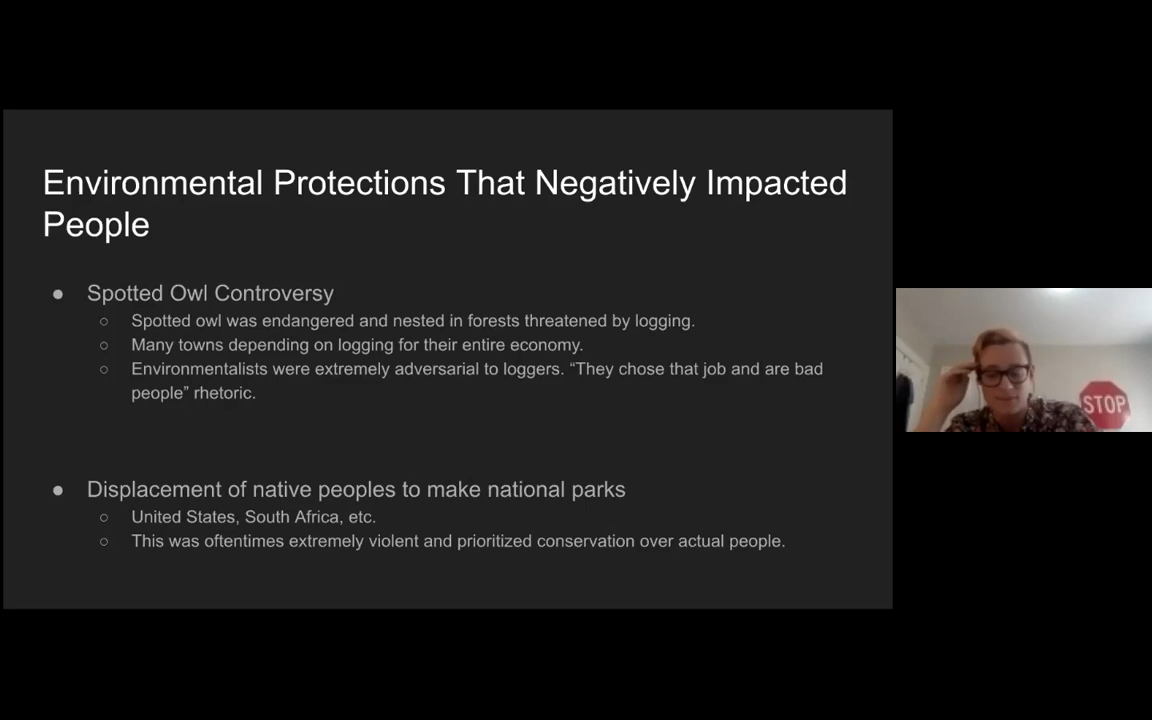 Environmental Protections That Negatively Impacted
People
● Spotted Owl Controversy
○ Spotted owl was endangered and nested in forests threatened by logging.
○ Many towns depending on logging for their entire economy.
○ Environmentalists were extremely adversarial to loggers. “They chose that job and are bad
people” rhetoric.
STOP
● Displacement of native peoples to make national parks
○ United States, South Africa, etc.
○ This was oftentimes extremely violent and prioritized conservation over actual people.